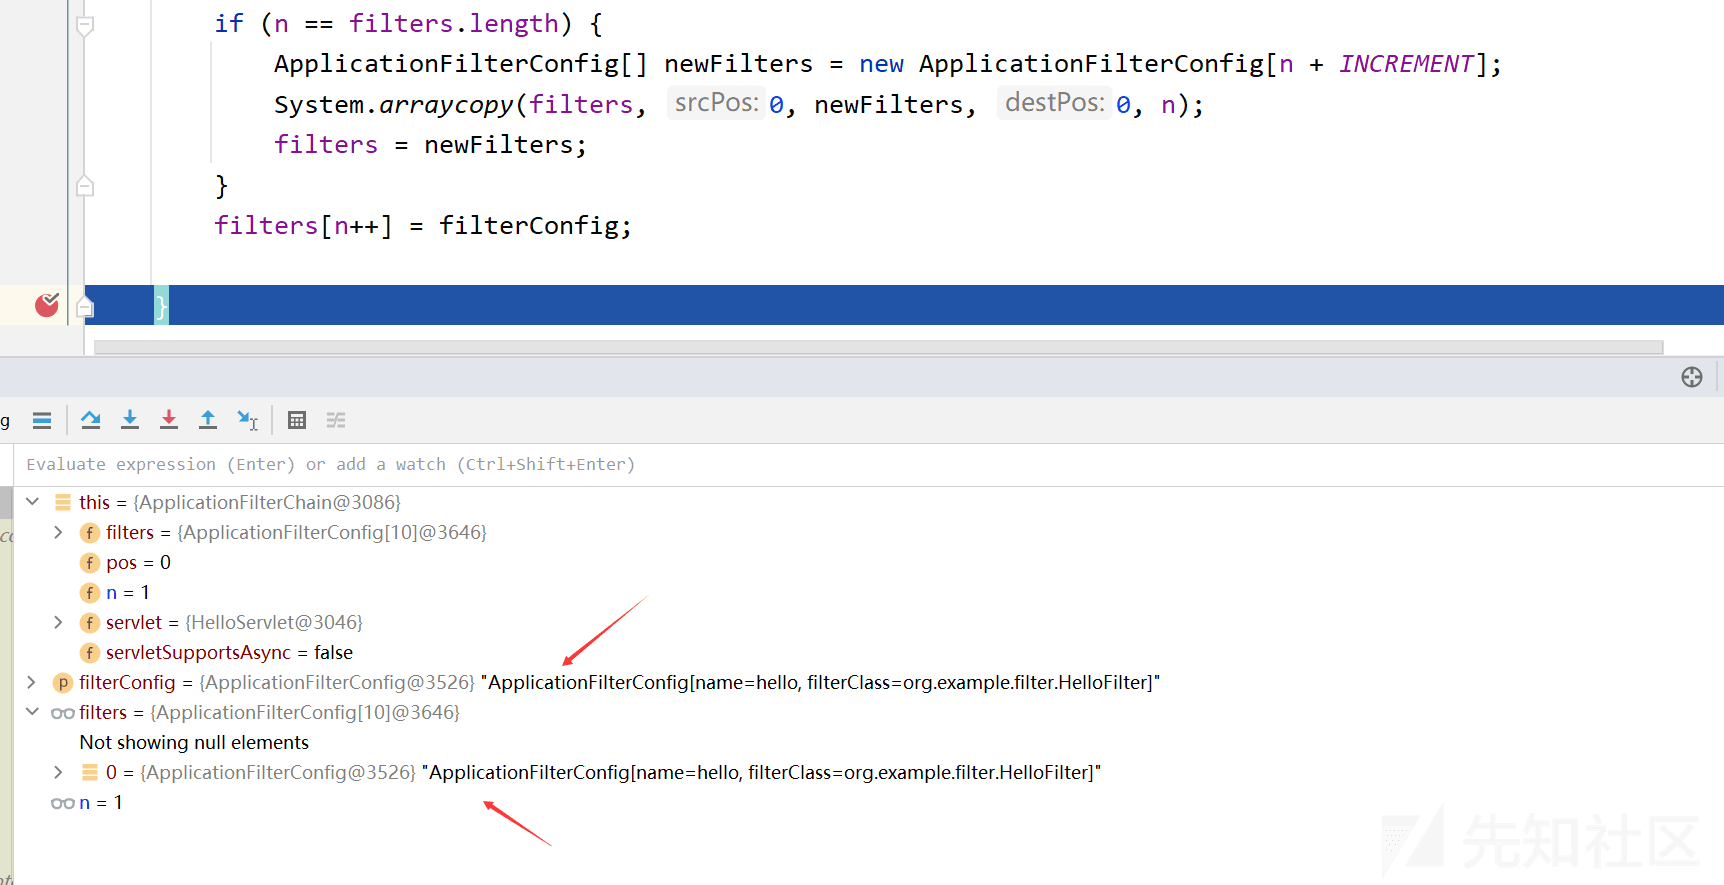 if (n == filters.length) {
ApplicationFilterConfig[] newFilters = new ApplicationFilterConfig[n + INCREMENT];
System.arraycopy(filters, srcPos: 0, newFilters, destPos: 0, n);
filters = newFilters;
}
filters[n++] = filterConfig;
}
g
Evaluate expression (Enter) or add a watch (Ctrl+Shift+Enter)
this = {ApplicationFilterChain@3086}
f filters = {ApplicationFilterConfig[10]@3646}
f pos = 0
f n = 1
f servlet = {HelloServlet@3046}
f servletSupportsAsync = false
p filterConfig = {ApplicationFilterConfig@3526} "ApplicationFilterConfig[name=hello, filterClass=org.example.filter.HelloFilter]"
filters = {ApplicationFilterConfig[10]@3646}
Not showing null elements
0 = {ApplicationFilterConfig@3526} "ApplicationFilterConfig[name=hello, filterClass=org.example.filter.HelloFilter]"
n = 1
先知社区